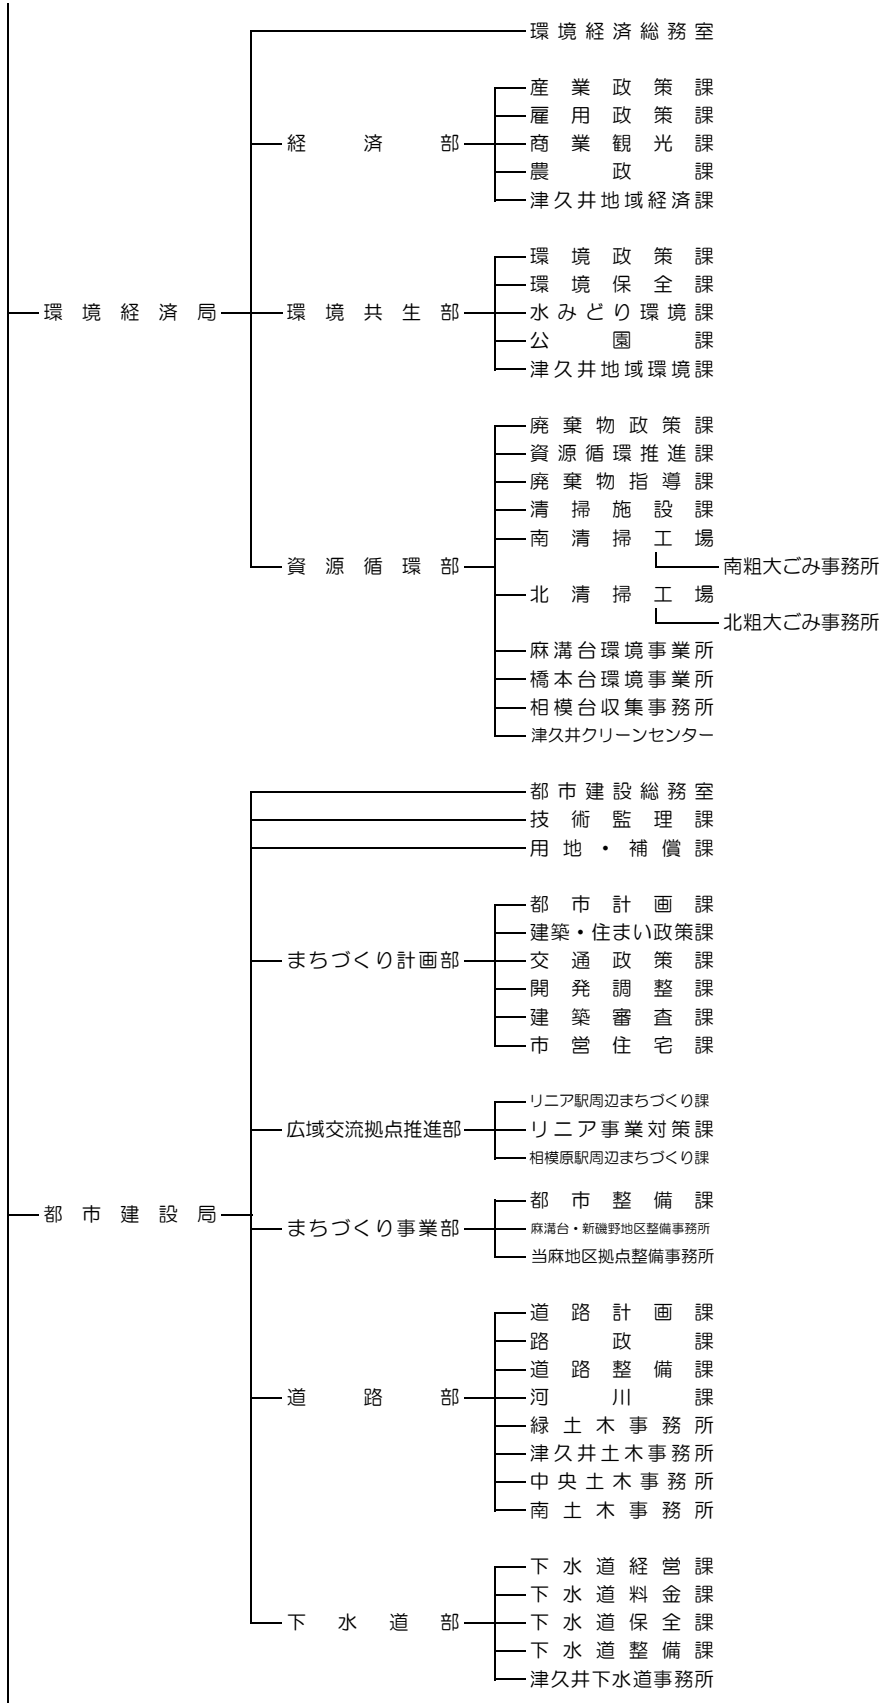 環境経済総務室
産業政策課
雇用政策課
経済部 商業観光課
農政課
津久井地域経済課
環境政策課
環境保全課
環境経済局 環境共生部 水みどり環境課
公園課
津久井地域環境課
廃棄物政策課
資源循環推進課
廃棄物指導課
清掃施設課
南清掃工場
資源循環部 南粗大ごみ事務所
北清掃工場
北粗大ごみ事務所
麻溝台環境事業所
橋本台環境事業所
相模台収集事務所
津久井クリーンセンター
都市建設総務室
技術監理課
用地・補償課
都市計画課
建築・住まい政策課
まちづくり計画部 交通政策課
開発調整課
建築審査課
市営住宅課
リニア駅周辺まちづくり課
広域交流拠点推進部 リニア事業対策課
相模原駅周辺まちづくり課
都市整備課
都市建設局 まちづくり事業部 麻溝台・新磯野地区整備事務所
当麻地区拠点整備事務所
道路計画課
路政課
道路整備課
道路部 河川課
緑土木事務所
津久井土木事務所
中央土木事務所
南土木事務所
下水道経営課
下水道料金課
下水道部 下水道保全課
下水道整備課
津久井下水道事務所